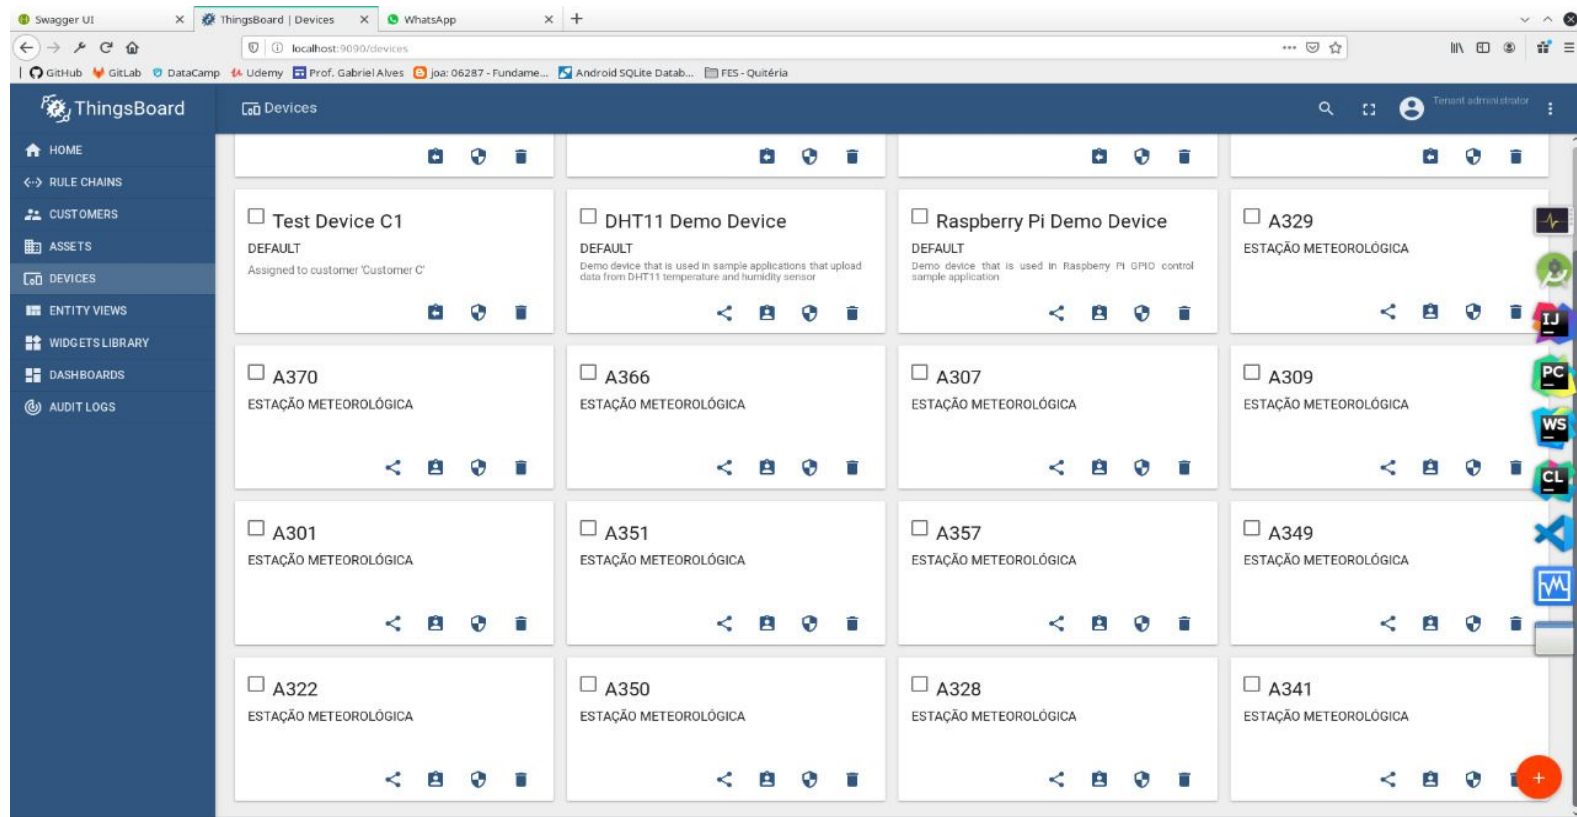 Swagger UI
ThingsBoard | Devices
WhatsApp
localhost:9090/devices
GitHub GitLab DataCamp Udemy Prof. Gabriel Alves joa: 06287 - Fundame... Android SQLite Datab... FES - Quitéria
ThingsBoard
Devices
Tenant administrator
HOME
RULE CHAINS
CUSTOMERS
ASSETS
DEVICES
ENTITY VIEWS
WIDGETS LIBRARY
DASHBOARDS
AUDIT LOGS
Test Device C1
DEFAULT
Assigned to customer 'Customer C'
DHT11 Demo Device
DEFAULT
Demo device that is used in sample applications that upload
data from DHT11 temperature and humidity sensor
Raspberry Pi Demo Device
DEFAULT
Demo device that is used in Raspberry Pi GPIO control
sample application
A329
ESTAÇÃO METEOROLÓGICA
A370
ESTAÇÃO METEOROLÓGICA
A366
ESTAÇÃO METEOROLÓGICA
A307
ESTAÇÃO METEOROLÓGICA
A309
ESTAÇÃO METEOROLÓGICA
A301
ESTAÇÃO METEOROLÓGICA
A351
ESTAÇÃO METEOROLÓGICA
A357
ESTAÇÃO METEOROLÓGICA
A349
ESTAÇÃO METEOROLÓGICA
A322
ESTAÇÃO METEOROLÓGICA
A350
ESTAÇÃO METEOROLÓGICA
A328
ESTAÇÃO METEOROLÓGICA
A341
ESTAÇÃO METEOROLÓGICA
IJ
PC
WS
CL